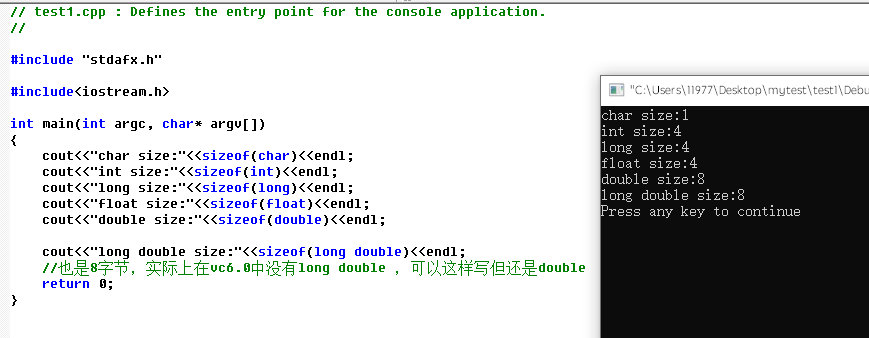 // test1.cpp : Defines the entry point for the console application.
//
#include "stdafx.h"
#include<iostream.h>
int main(int argc, char* argv[])
{
cout<<"char size:"<<sizeof(char)<<endl;
cout<<"int size:"<<sizeof(int)<<endl;
cout<<"long size:"<<sizeof(long)<<endl;
cout<<"float size:"<<sizeof(float)<<endl;
cout<<"double size:"<<sizeof(double)<<endl;
cout<<"long double size:"<<sizeof(long double)<<endl;
//也是8字节，实际上在vc6.0中没有long double ，可以这样写但还是double
return 0;
}
"C:\Users\11977\Desktop\mytest\test1\Debu
char size:1
int size:4
long size:4
float size:4
double size:8
long double size:8
Press any key to continue